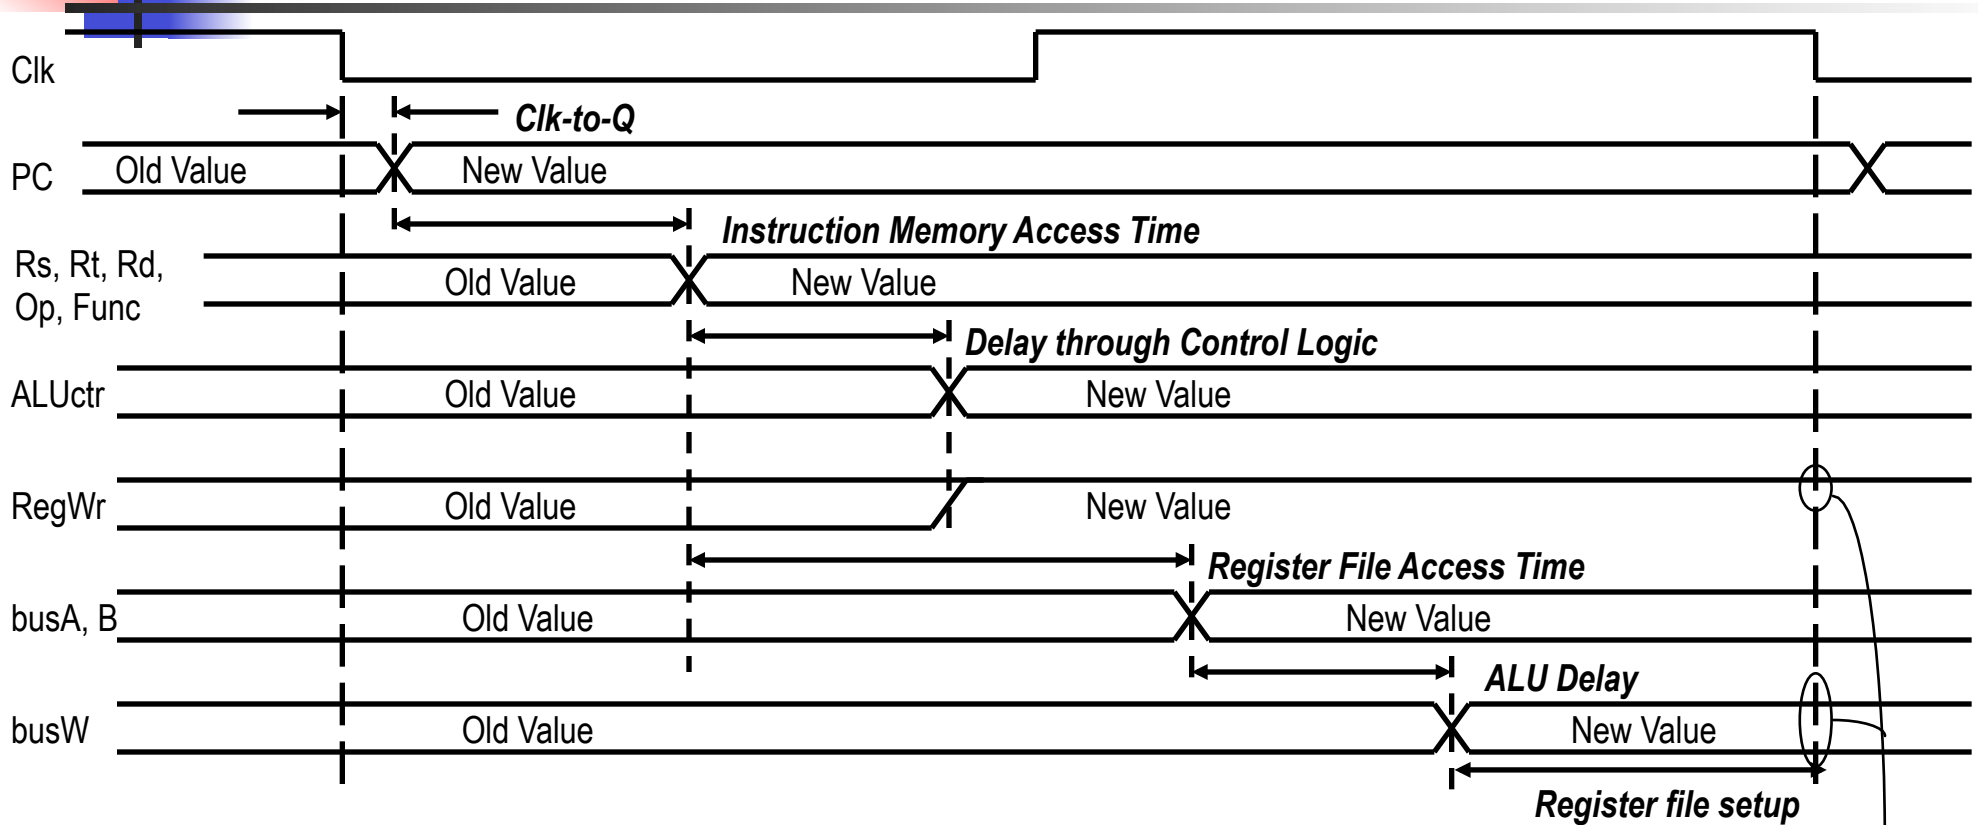 Clk
Clk-to-Q
PC Old Value New Value
Instruction Memory Access Time
Rs, Rt, Rd,
Op, Func
Old Value New Value
Delay through Control Logic
ALUctr Old Value New Value
RegWr Old Value New Value
Register File Access Time
busA, B Old Value New Value
ALU Delay
busW Old Value New Value
Register file setup